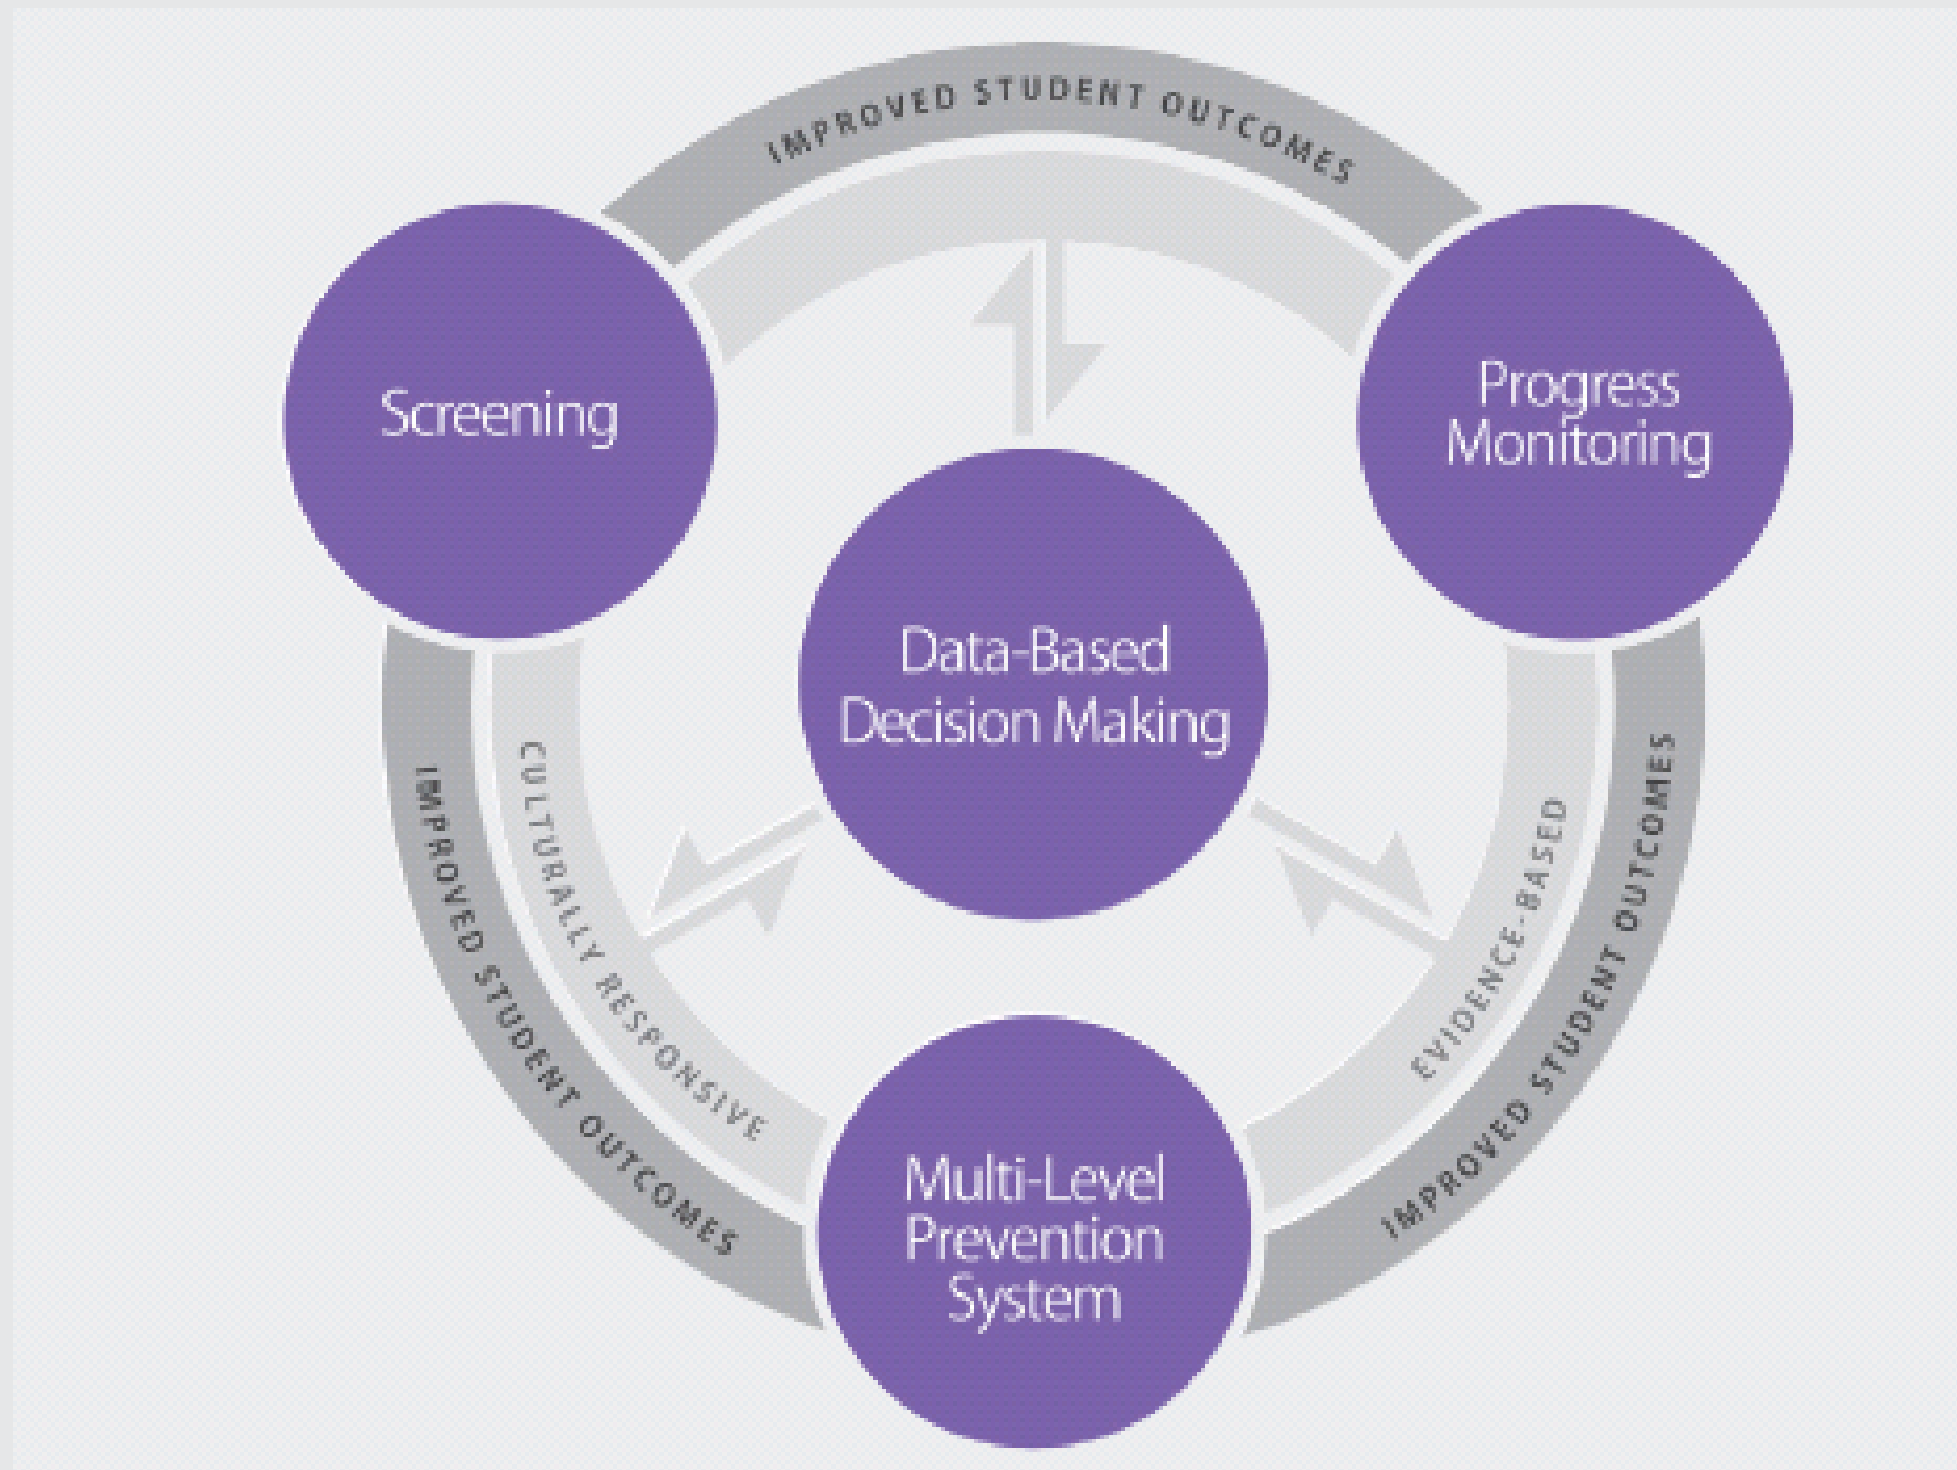 IMPROVED STUDENT OUTCOMES
Screening
Progress
Monitoring
Data-Based
Decision Making
IMPROVED STUDENT OUTCOMES
CULTURALLY RESPONSIVE
EVIDENCE-BASED
IMPROVED STUDENT OUTCOMES
Multi-Level
Prevention
System